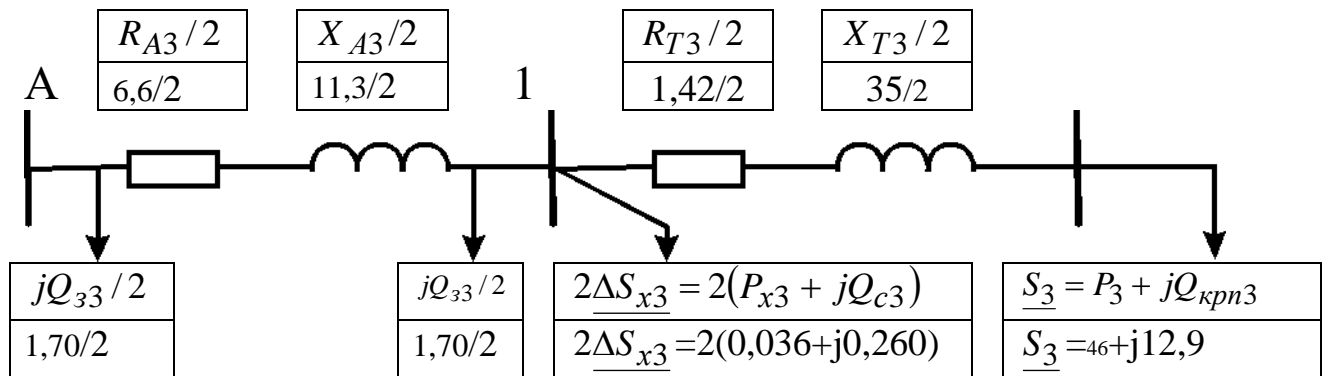 R_A3 / 2
X_A3/2
R_T3 / 2
X_T3 / 2
6,6/2
11,3/2
1,42/2
35/2
A
1
jQ_з3 / 2
jQ_з3 / 2
2ΔS_x3 = 2(P_x3 + jQ_c3)
S_3 = P_3 + jQ_крп3
1,70/2
1,70/2
2ΔS_x3 =2(0,036+j0,260)
S_3 =46+j12,9